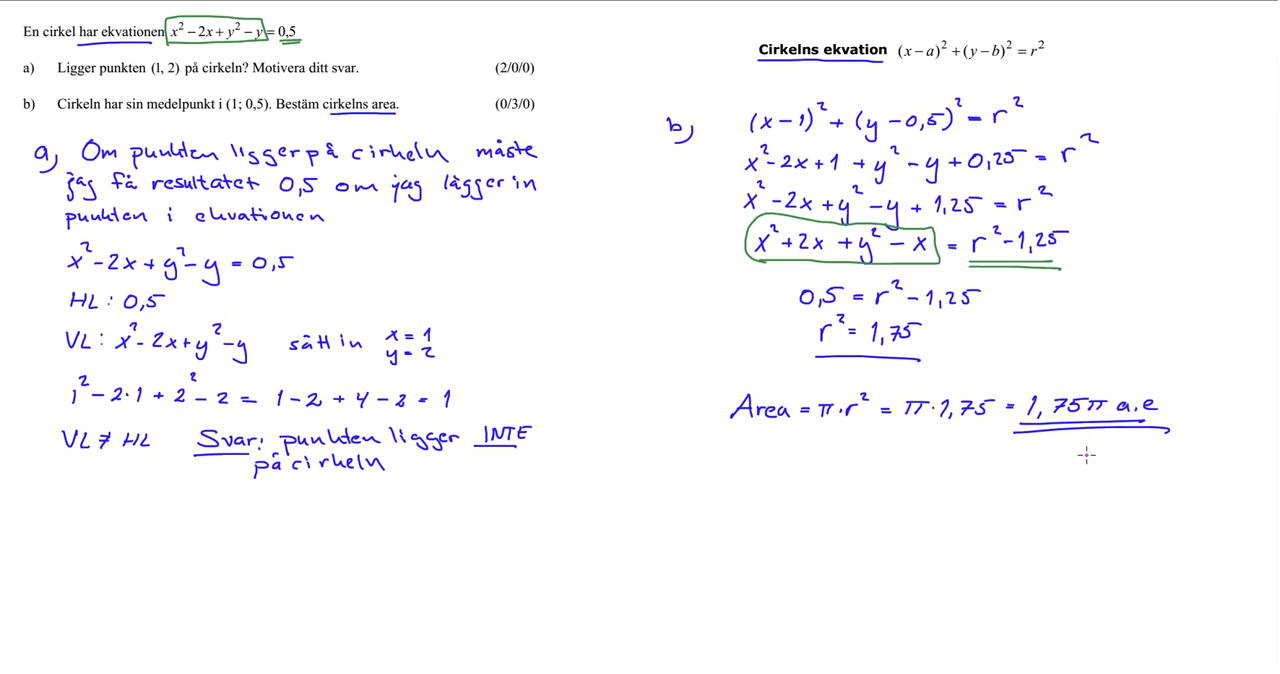 En cirkel har ekvationen x² − 2x + y² − y = 0,5
a) Ligger punkten (1, 2) på cirkeln? Motivera ditt svar. (2/0/0)
b) Cirkeln har sin medelpunkt i (1; 0,5). Bestäm cirkelns area. (0/3/0)
a) Om punkten ligger på cirkeln måste
jag få resultatet 0,5 om jag lägger in
punkten i ekvationen
x² - 2x + y² - y = 0,5
HL : 0,5
VL : x² - 2x + y² - y sätt in x = 1
y = 2
1² - 2·1 + 2² - 2 = 1 - 2 + 4 - 2 = 1
VL ≠ HL Svar: punkten ligger INTE
på cirkeln
Cirkelns ekvation (x − a)² + (y − b)² = r²
b) (x - 1)² + (y - 0,5)² = r²
x² - 2x + 1 + y² - y + 0,25 = r²
x² - 2x + y² - y + 1,25 = r²
x² + 2x + y² - x = r² - 1,25
0,5 = r² - 1,25
r² = 1,75
Area = π·r² = π·1,75 = 1,75π a.e